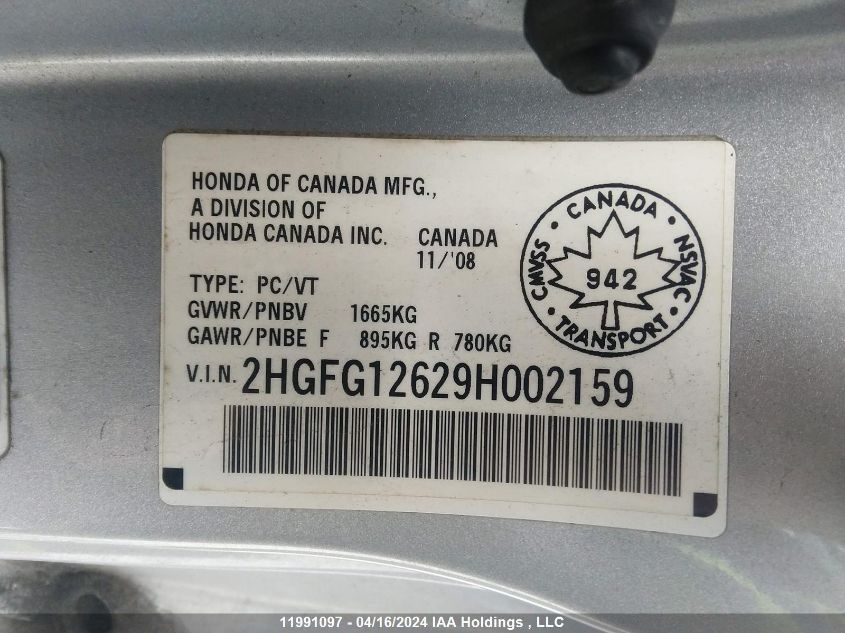 HONDA OF CANADA MFG.,
A DIVISION OF
HONDA CANADA INC. CANADA
11/'08
TYPE: PC/VT
GVWR/PNBV 1665KG
GAWR/PNBE F 895KG R 780KG
V.I.N. 2HGFG12629H002159
CANADA
CMVSS
942
NSVAC
TRANSPORT
11991097 - 04/16/2024 IAA Holdings , LLC